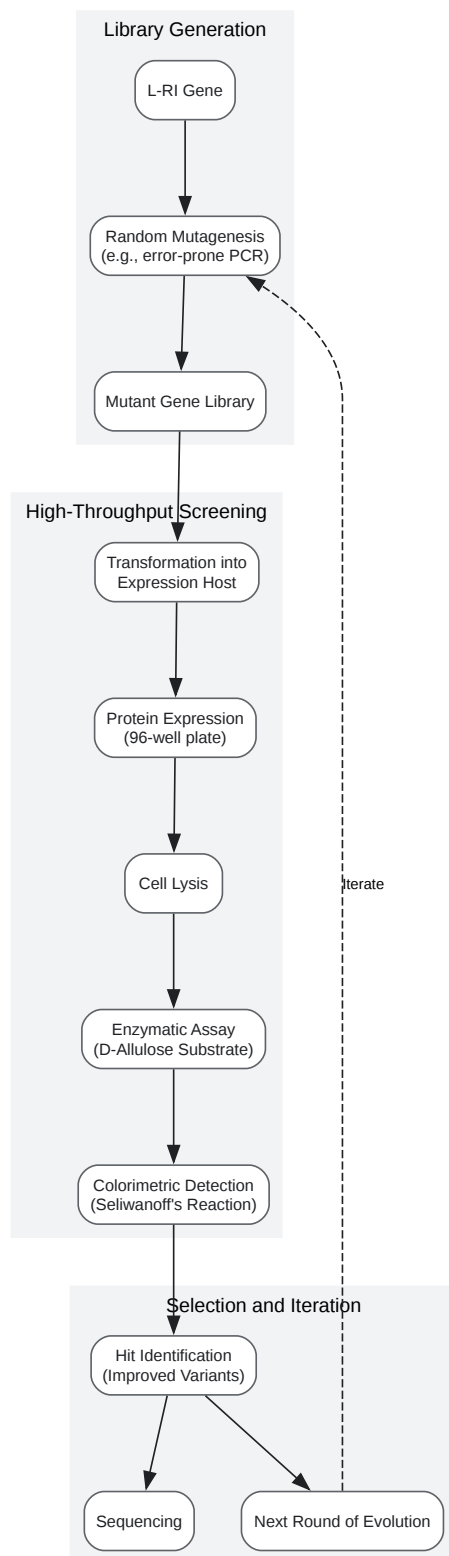 Library Generation
L-RI Gene
Random Mutagenesis
(e.g., error-prone PCR)
Mutant Gene Library
High-Throughput Screening
Transformation into
Expression Host
Protein Expression
(96-well plate)
Cell Lysis
Iterate
Enzymatic Assay
(D-Allulose Substrate)
Colorimetric Detection
(Seliwanoff's Reaction)
Selection and Iteration
Hit Identification
(Improved Variants)
Sequencing
Next Round of Evolution